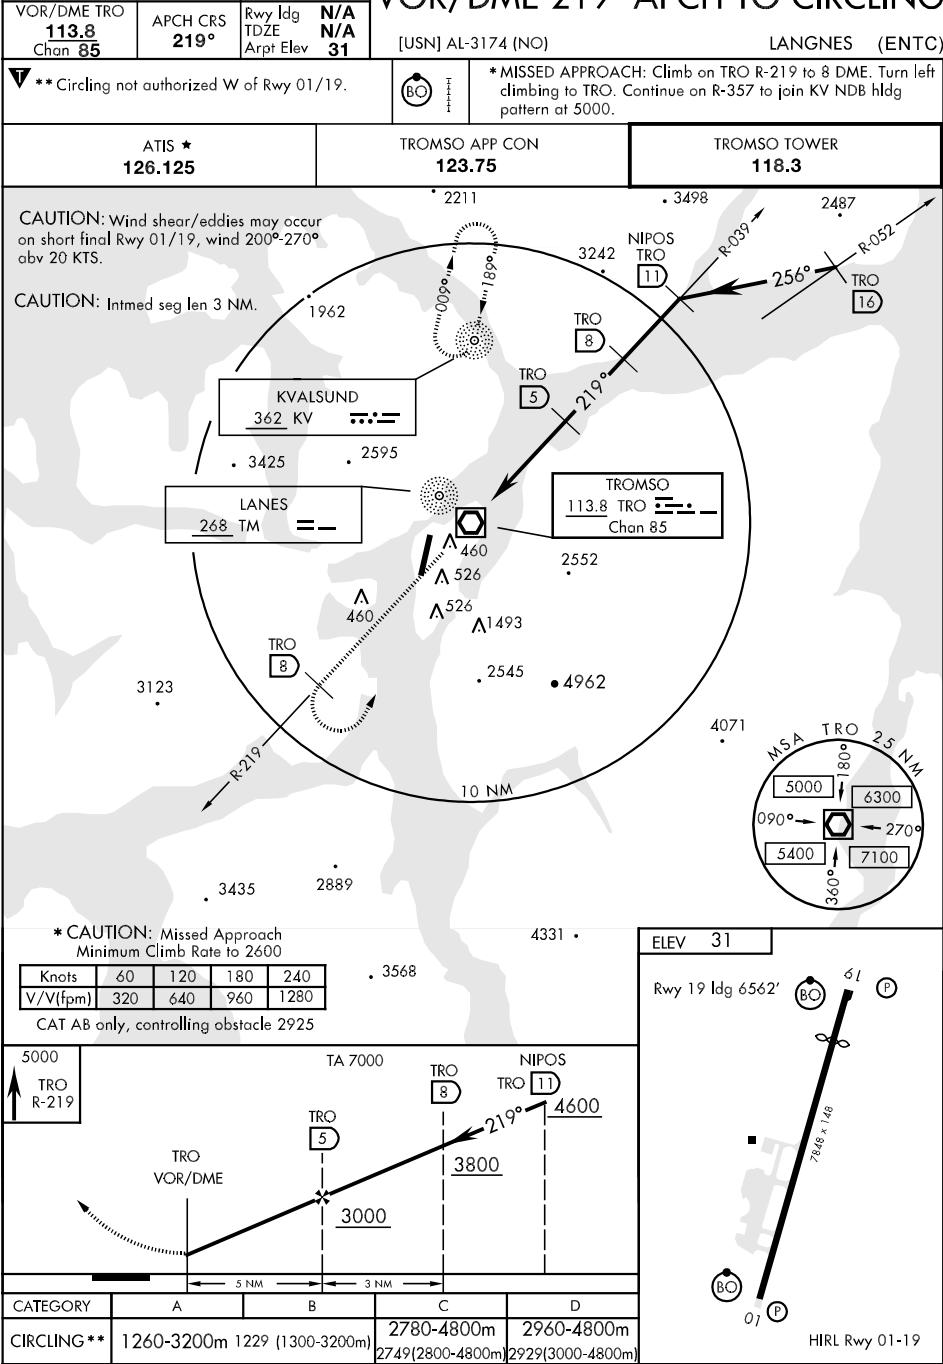 VOR/DME 219° APCH TO CIRCLING
VOR/DME TRO
113.8
Chan 85
APCH CRS
219°
Rwy ldg N/A
TDZE N/A
Arpt Elev 31
[USN] AL-3174 (NO)
LANGNES (ENTC)
T
** Circling not authorized W of Rwy 01/19.
BO
* MISSED APPROACH: Climb on TRO R-219 to 8 DME. Turn left
climbing to TRO. Continue on R-357 to join KV NDB hldg
pattern at 5000.
ATIS ★
126.125
TROMSO APP CON
123.75
TROMSO TOWER
118.3
CAUTION: Wind shear/eddies may occur
on short final Rwy 01/19, wind 200°-270°
abv 20 KTS.
CAUTION: Intmed seg len 3 NM.
2211
3498
2487
R-039
R-052
NIPOS
TRO
11
3242
256°
TRO
16
009°
189°
1962
TRO
8
219°
TRO
5
KVALSUND
362 KV
3425
2595
LANES
268 TM
TROMSO
113.8 TRO
Chan 85
460
526
2552
460
526
1493
TRO
8
2545
4962
3123
4071
R-219
10 NM
MSA TRO 25 NM
180°
5000
6300
090°
270°
5400
7100
360°
3435
2889
4331
3568
* CAUTION: Missed Approach
Minimum Climb Rate to 2600
Knots 60 120 180 240
V/V(fpm) 320 640 960 1280
CAT AB only, controlling obstacle 2925
ELEV 31
Rwy 19 ldg 6562'
BO
19
P
7848 x 148
BO
01
P
HIRL Rwy 01-19
5000
TRO
R-219
TA 7000
NIPOS
TRO 11
4600
219°
TRO
8
3800
TRO
5
3000
TRO
VOR/DME
5 NM
3 NM
CATEGORY A B C D
CIRCLING** 1260-3200m 1229 (1300-3200m) 2780-4800m 2960-4800m
2749(2800-4800m) 2929(3000-4800m)